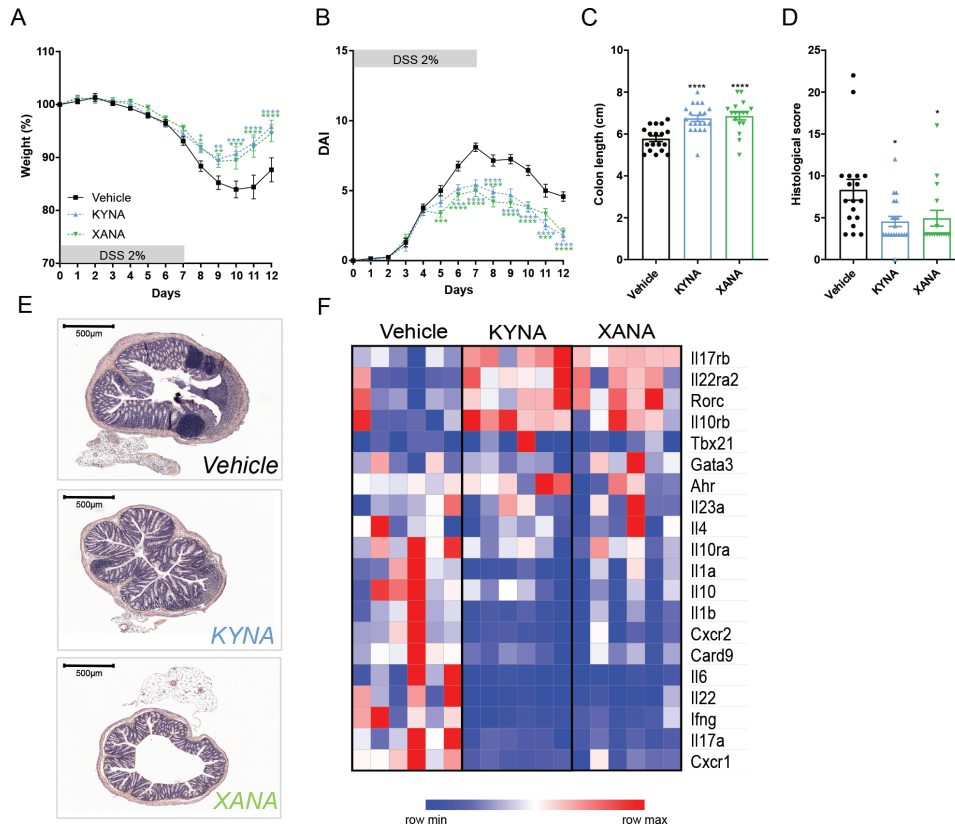 A
110
100
90
80
70
Weight (%)
Vehicle
KYNA
XANA
DSS 2%
0 1 2 3 4 5 6 7 8 9 10 11 12
Days
* ** **** **** ****
* ** *** **** ****
B
15
10
5
0
DAI
DSS 2%
0 1 2 3 4 5 6 7 8 9 10 11 12
Days
C
10
8
6
4
2
0
Colon length (cm)
**** ****
Vehicle KYNA XANA
D
25
20
15
10
5
0
Histological score
* *
Vehicle KYNA XANA
E
500µm
Vehicle
500µm
KYNA
500µm
XANA
F
Vehicle KYNA XANA
Il17rb
Il22ra2
Rorc
Il10rb
Tbx21
Gata3
Ahr
Il23a
Il4
Il10ra
Il1a
Il10
Il1b
Cxcr2
Card9
Il6
Il22
Ifng
Il17a
Cxcr1
row min row max